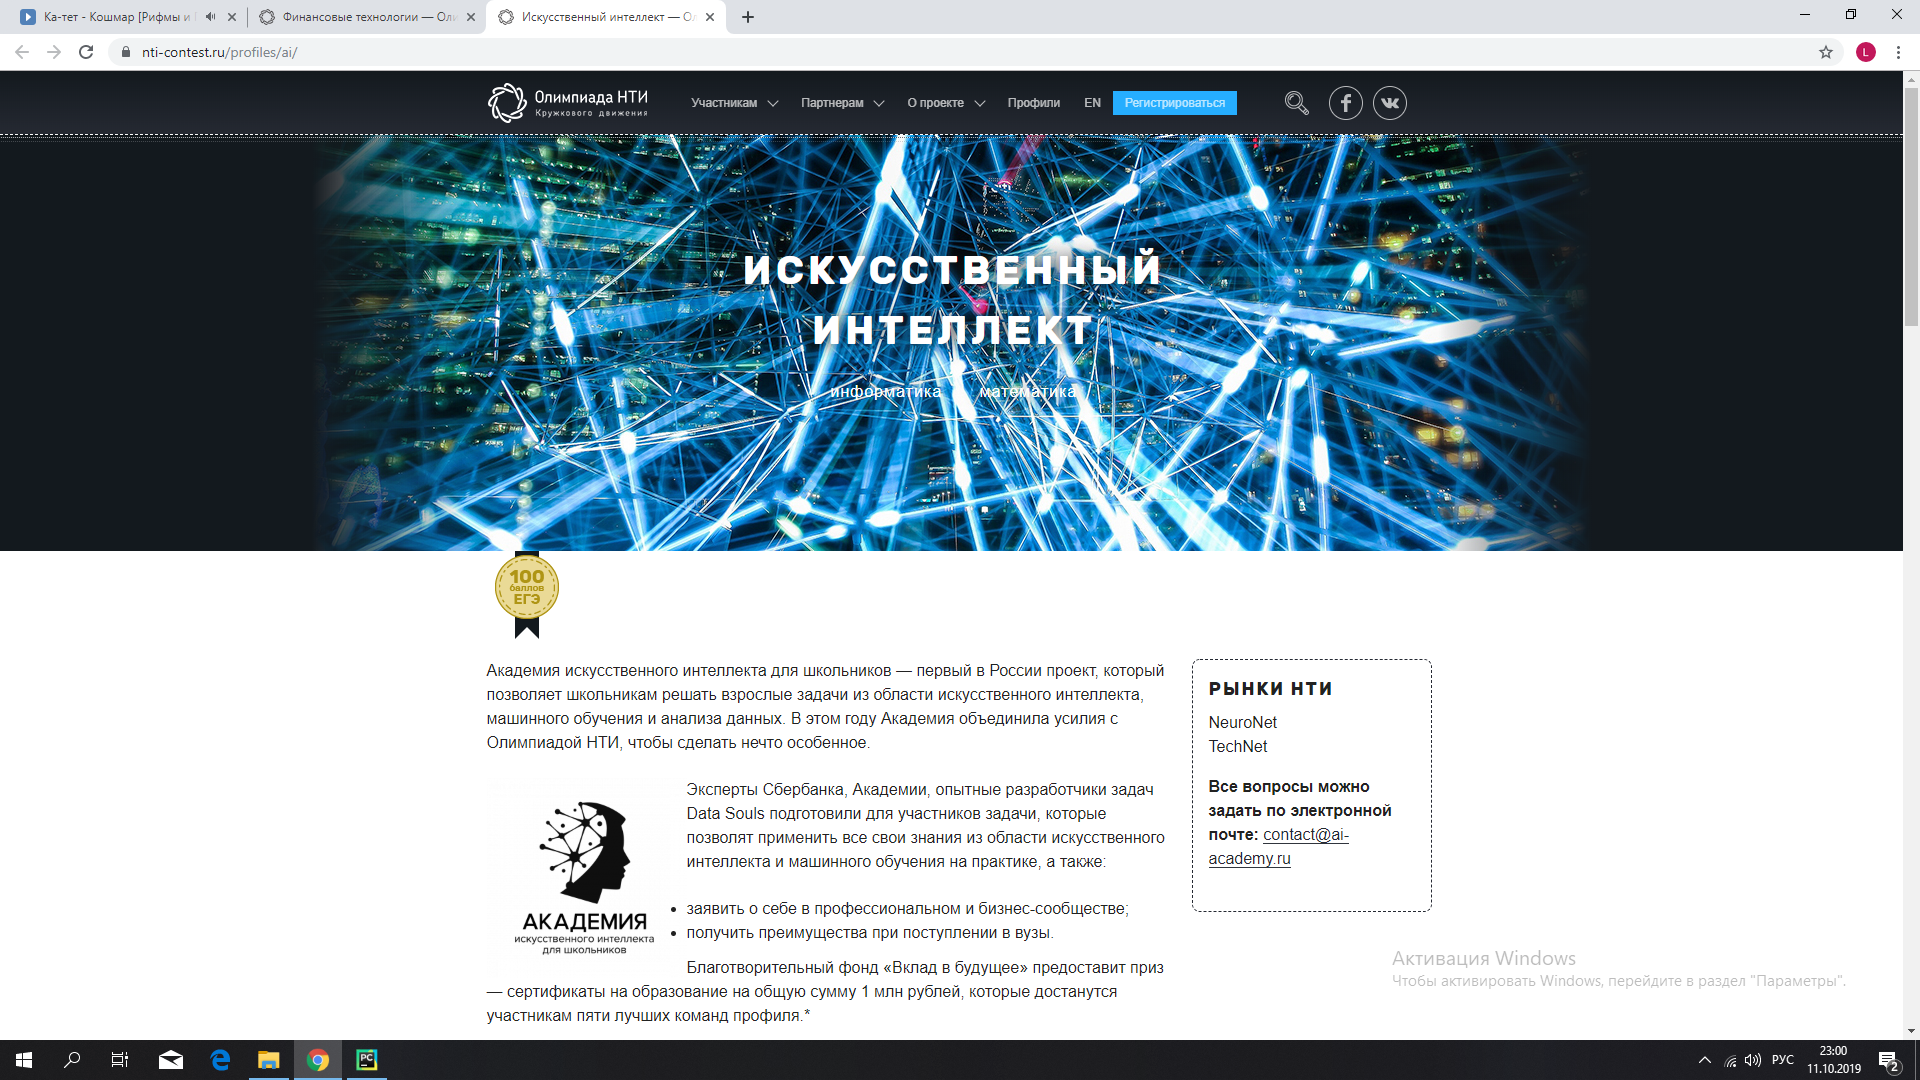 Ка-тет - Кошмар [Рифмы и
Финансовые технологии — Оли
Искусственный интеллект — Ол
nti-contest.ru/profiles/ai/
L
Олимпиада НТИ
Кружкового движения
Участникам
Партнерам
О проекте
Профили
EN
Регистрироваться
ИСКУССТВЕННЫЙ
ИНТЕЛЛЕКТ
информатика математика
100
баллов
ЕГЭ
Академия искусственного интеллекта для школьников — первый в России проект, который
позволяет школьникам решать взрослые задачи из области искусственного интеллекта,
машинного обучения и анализа данных. В этом году Академия объединила усилия с
Олимпиадой НТИ, чтобы сделать нечто особенное.
АКАДЕМИЯ
искусственного интеллекта
для школьников
Эксперты Сбербанка, Академии, опытные разработчики задач
Data Souls подготовили для участников задачи, которые
позволят применить все свои знания из области искусственного
интеллекта и машинного обучения на практике, а также:
• заявить о себе в профессиональном и бизнес-сообществе;
• получить преимущества при поступлении в вузы.
Благотворительный фонд «Вклад в будущее» предоставит приз
— сертификаты на образование на общую сумму 1 млн рублей, которые достанутся
участникам пяти лучших команд профиля.*
РЫНКИ НТИ
NeuroNet
TechNet
Все вопросы можно
задать по электронной
почте: contact@ai-
academy.ru
Активация Windows
Чтобы активировать Windows, перейдите в раздел "Параметры".
PC
РУС
23:00
11.10.2019
2